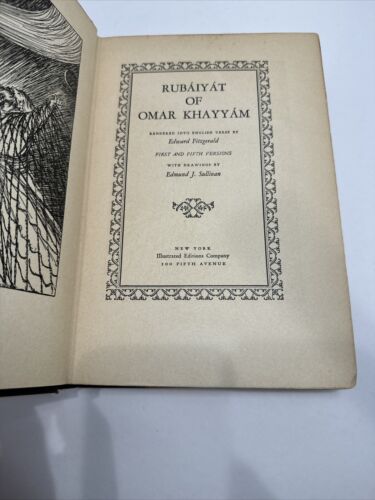 RUBÁIYÁT
OF
OMAR KHAYYÁM
RENDERED INTO ENGLISH VERSE BY
Edward Fitzgerald
FIRST AND FIFTH VERSIONS
WITH DRAWINGS BY
Edmund J. Sullivan
NEW YORK
Illustrated Editions Company
100 FIFTH AVENUE